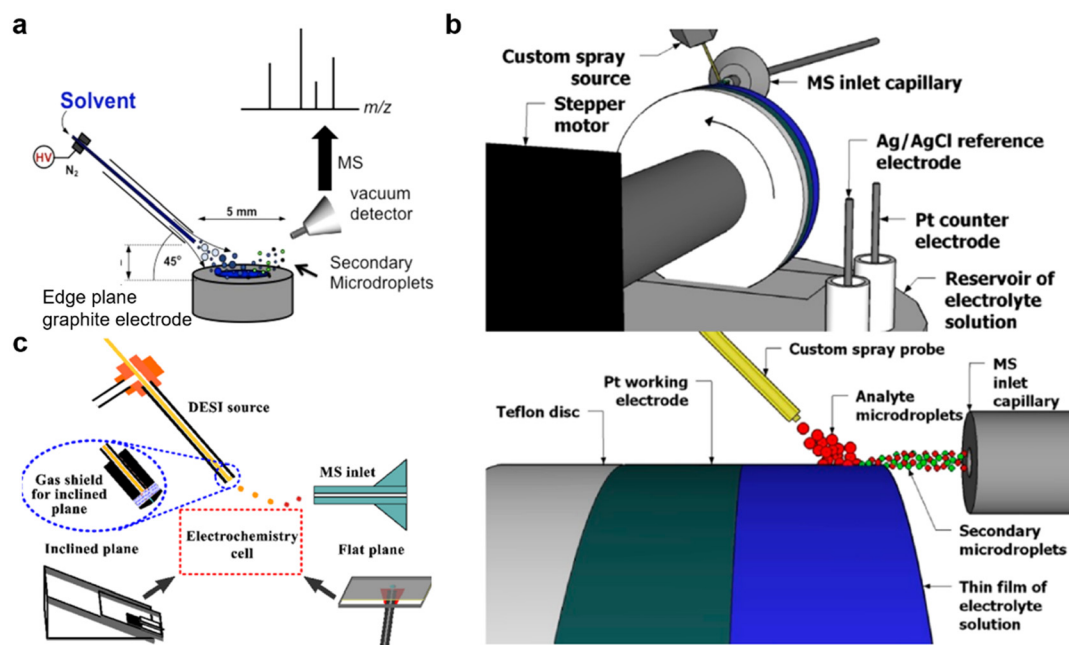 a
Solvent
HV
N2
m/z
MS
5 mm
vacuum
detector
45°
Secondary
Microdroplets
Edge plane
graphite electrode
b
Custom spray
source
MS inlet capillary
Stepper
motor
Ag/AgCl reference
electrode
Pt counter
electrode
Reservoir of
electrolyte
solution
Custom spray probe
MS
inlet
capillary
Pt working
electrode
Analyte
microdroplets
Teflon disc
Secondary
microdroplets
Thin film of
electrolyte
solution
c
DESI source
Gas shield
for inclined
plane
MS inlet
Electrochemistry
cell
Inclined plane
Flat plane